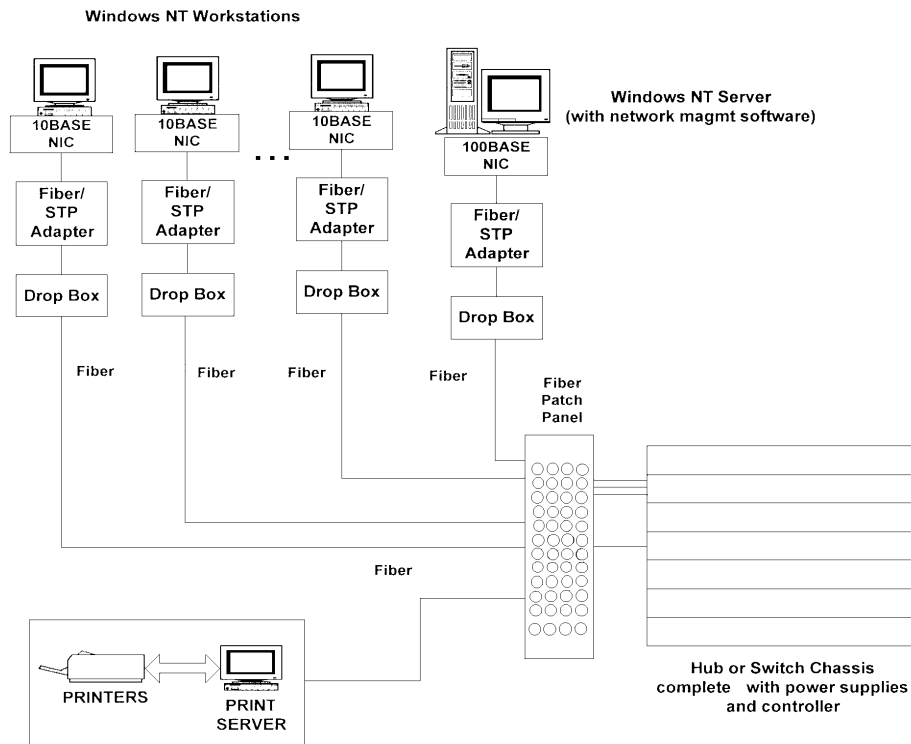 Windows NT Workstations
10BASE
NIC
10BASE
NIC
10BASE
NIC
...
100BASE
NIC
Windows NT Server
(with network magmt software)
Fiber/
STP
Adapter
Fiber/
STP
Adapter
Fiber/
STP
Adapter
Fiber/
STP
Adapter
Drop Box
Drop Box
Drop Box
Drop Box
Fiber
Fiber
Fiber
Fiber
Fiber
Patch
Panel
Fiber
PRINTERS
PRINT
SERVER
Hub or Switch Chassis
complete with power supplies
and controller